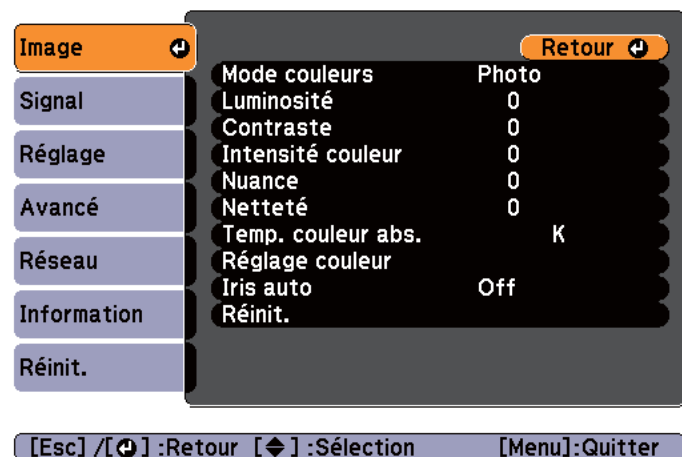 Image
Signal
Réglage
Avancé
Réseau
Information
Réinit.
Retour
Mode couleurs Photo
Luminosité 0
Contraste 0
Intensité couleur 0
Nuance 0
Netteté 0
Temp. couleur abs. K
Réglage couleur
Iris auto Off
Réinit.
[Esc] /[ ] :Retour [ ] :Sélection [Menu]:Quitter